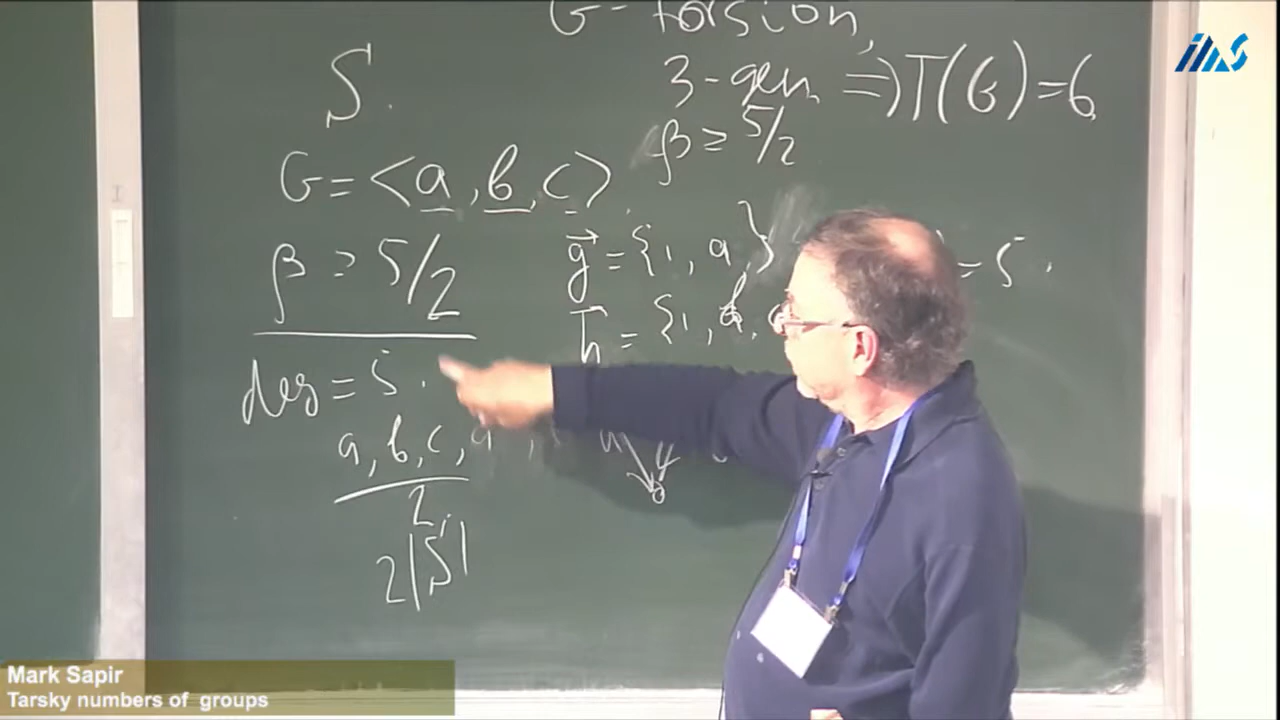 G - torsion,
3-gen ⇒ T(G) = 6
β ≥ 5/2
S.
G = <a, b, c>.
β ≥ 5/2
deg = 5.
a, b, c,
2
2|S|
g⃗ = {1, a, }
h = {1, b,
= 5.
IIAS
Mark Sapir
Tarsky numbers of groups